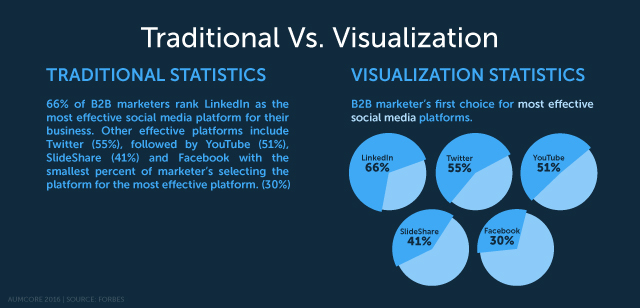 Traditional Vs. Visualization
TRADITIONAL STATISTICS
66% of B2B marketers rank LinkedIn as the
most effective social media platform for their
business. Other effective platforms include
Twitter (55%), followed by YouTube (51%),
SlideShare (41%) and Facebook with the
smallest percent of marketer's selecting the
platform for the most effective platform. (30%)
VISUALIZATION STATISTICS
B2B marketer's first choice for most effective
social media platforms.
LinkedIn
66%
Twitter
55%
YouTube
51%
SlideShare
41%
Facebook
30%
AUMCORE 2016 | SOURCE: FORBES